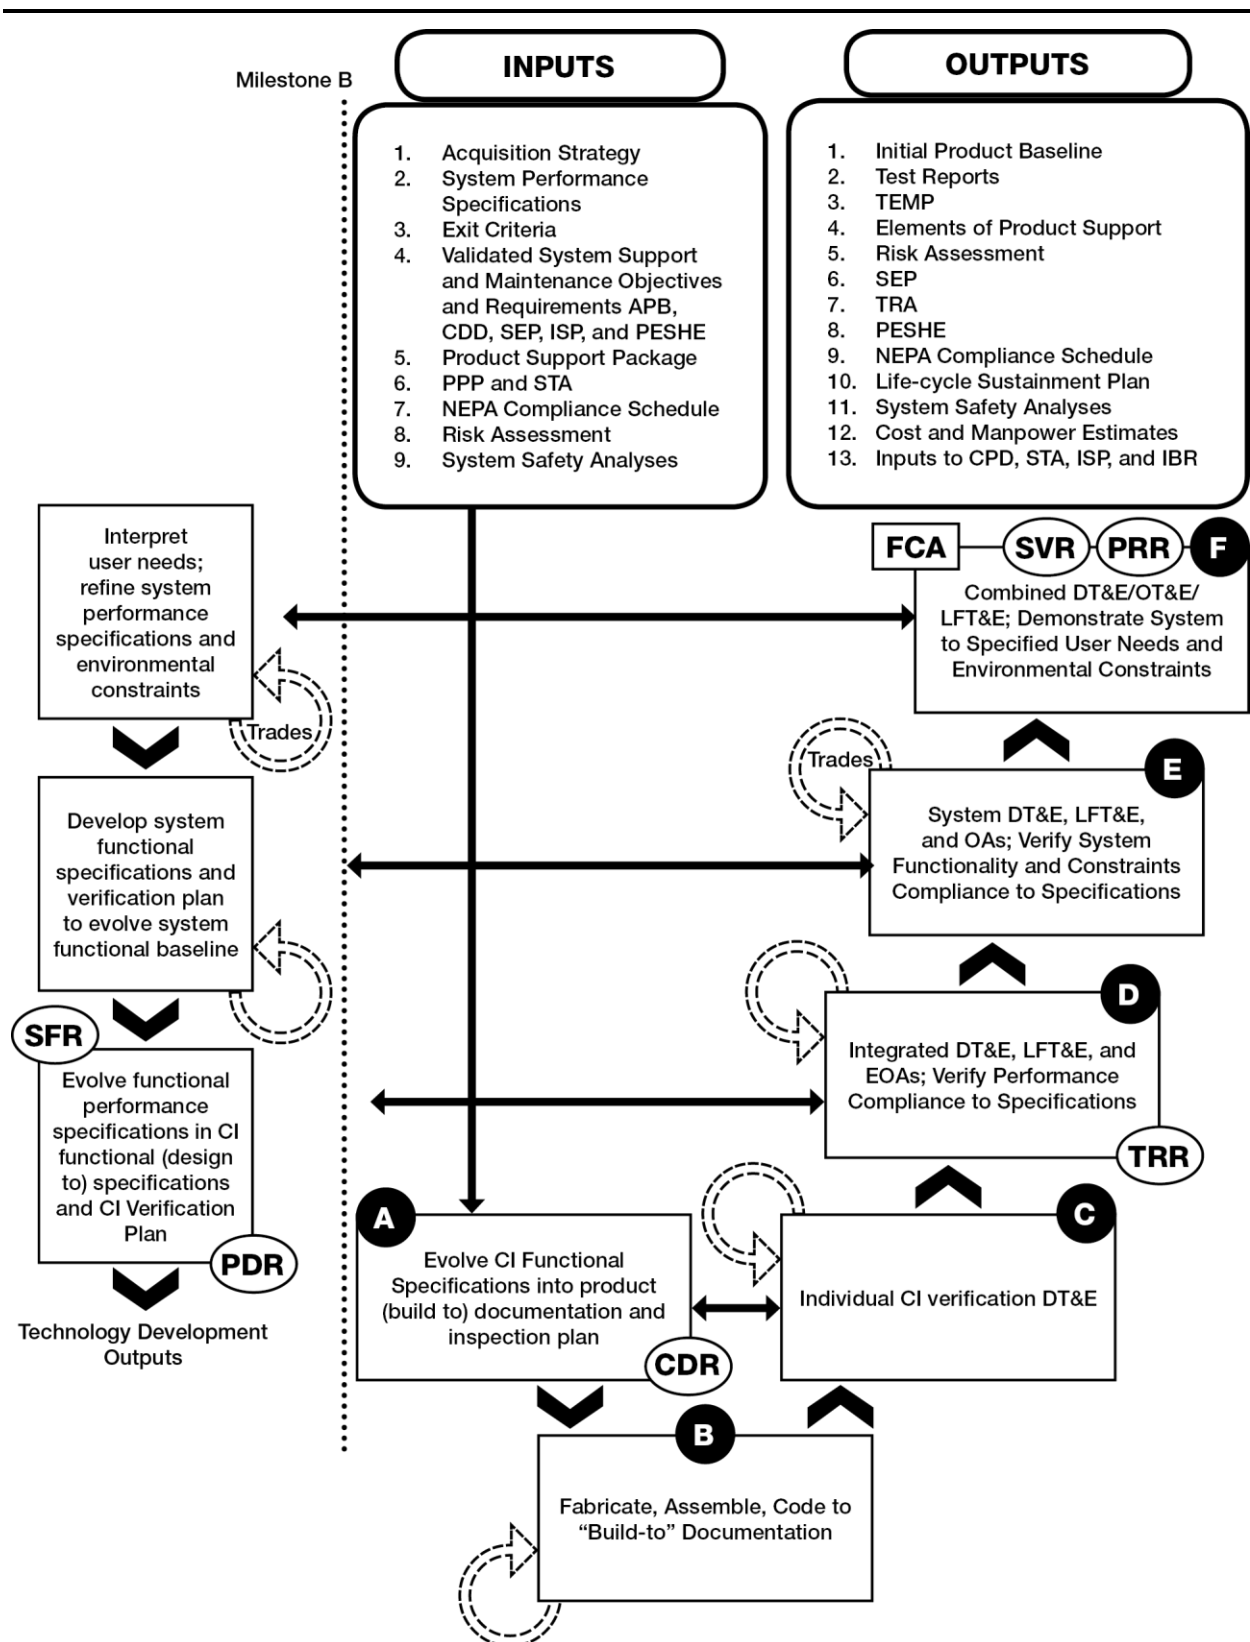 Milestone B
INPUTS
1. Acquisition Strategy
2. System Performance
Specifications
3. Exit Criteria
4. Validated System Support
and Maintenance Objectives
and Requirements APB,
CDD, SEP, ISP, and PESHE
5. Product Support Package
6. PPP and STA
7. NEPA Compliance Schedule
8. Risk Assessment
9. System Safety Analyses
OUTPUTS
1. Initial Product Baseline
2. Test Reports
3. TEMP
4. Elements of Product Support
5. Risk Assessment
6. SEP
7. TRA
8. PESHE
9. NEPA Compliance Schedule
10. Life-cycle Sustainment Plan
11. System Safety Analyses
12. Cost and Manpower Estimates
13. Inputs to CPD, STA, ISP, and IBR
Interpret
user needs;
refine system
performance
specifications and
environmental
constraints
Trades
Develop system
functional
specifications and
verification plan
to evolve system
functional baseline
SFR
Evolve functional
performance
specifications in CI
functional (design
to) specifications
and CI Verification
Plan
PDR
Technology Development
Outputs
A
Evolve CI Functional
Specifications into product
(build to) documentation and
inspection plan
CDR
B
Fabricate, Assemble, Code to
“Build-to” Documentation
C
Individual CI verification DT&E
D
Integrated DT&E, LFT&E, and
EOAs; Verify Performance
Compliance to Specifications
TRR
Trades
E
System DT&E, LFT&E,
and OAs; Verify System
Functionality and Constraints
Compliance to Specifications
FCA
SVR
PRR
F
Combined DT&E/OT&E/
LFT&E; Demonstrate System
to Specified User Needs and
Environmental Constraints